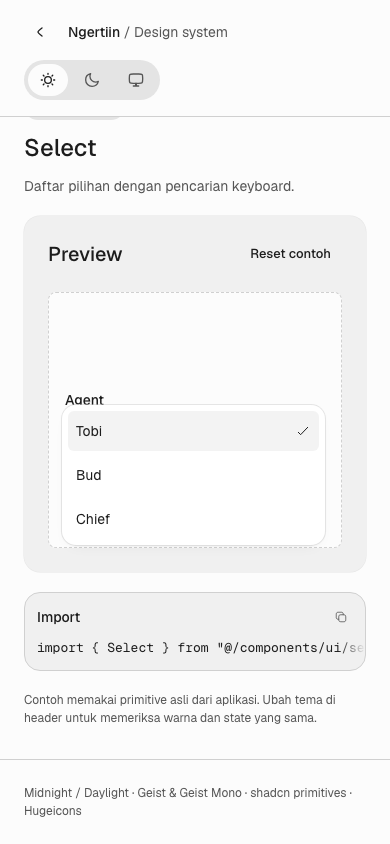 Ngertiin / Design system
Select
Daftar pilihan dengan pencarian keyboard.
Preview
Reset contoh
Agent
Tobi
Bud
Chief
Import
import { Select } from "@/components/ui/se
Contoh memakai primitive asli dari aplikasi. Ubah tema di
header untuk memeriksa warna dan state yang sama.
Midnight / Daylight · Geist & Geist Mono · shadcn primitives ·
Hugeicons